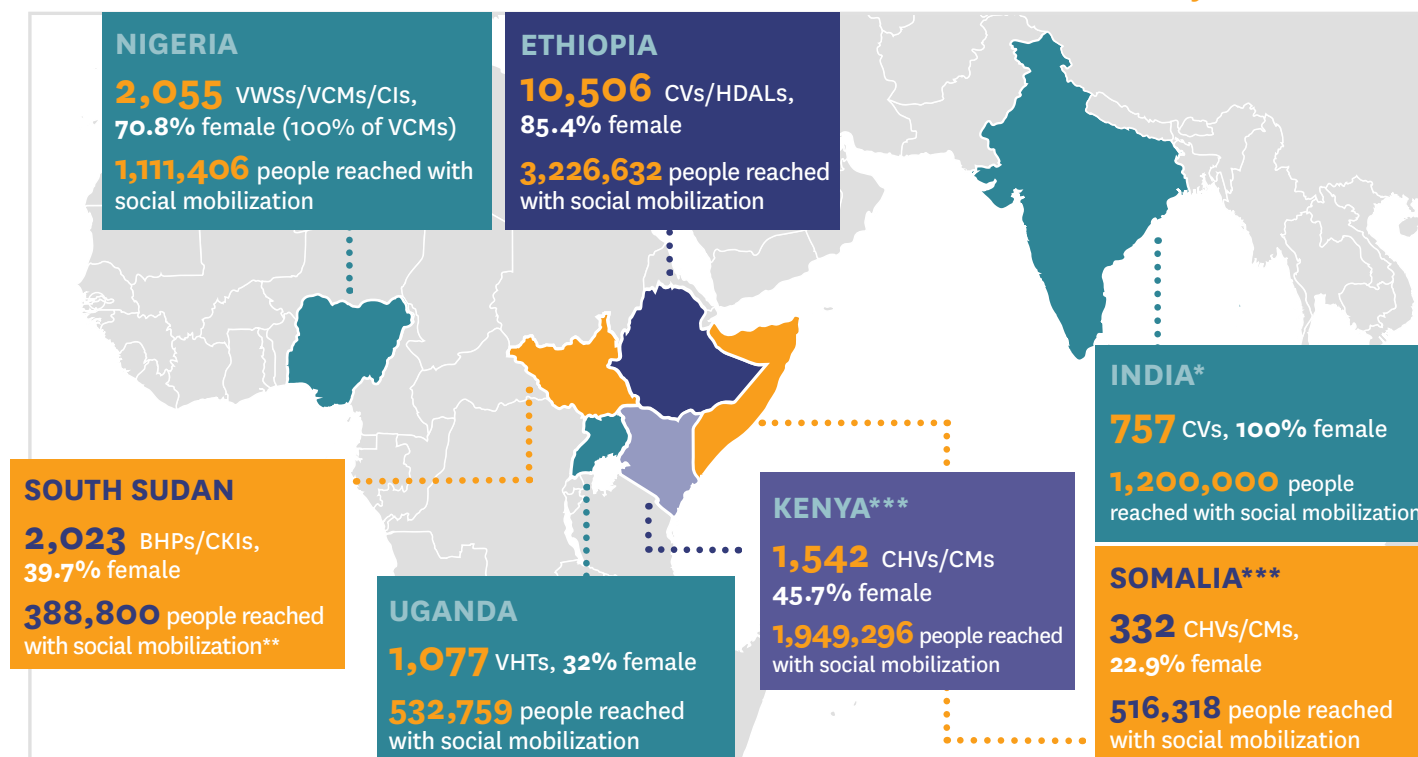 NIGERIA
2,055 VWSs/VCMs/CIs,
70.8% female (100% of VCMs)
1,111,406 people reached with
social mobilization
ETHIOPIA
10,506 CVs/HDALs,
85.4% female
3,226,632 people reached
with social mobilization
INDIA*
757 CVs, 100% female
1,200,000 people
reached with social mobilization
SOUTH SUDAN
2,023 BHPs/CKIs,
39.7% female
388,800 people reached
with social mobilization**
KENYA***
1,542 CHVs/CMs
45.7% female
1,949,296 people reached
with social mobilization
UGANDA
1,077 VHTs, 32% female
532,759 people reached
with social mobilization
SOMALIA***
332 CHVs/CMs,
22.9% female
516,318 people reached
with social mobilization